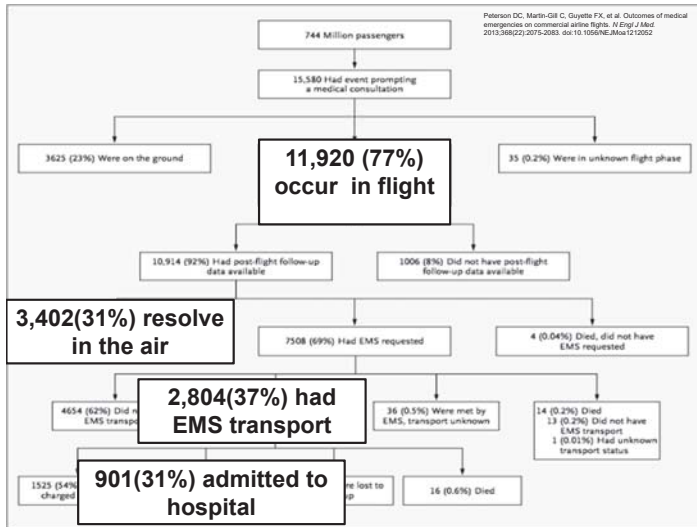 Peterson DC, Martin-Gill C, Guyette FX, et al. Outcomes of medical
emergencies on commercial airline flights. N Engl J Med.
2013;368(22):2075-2083. doi:10.1056/NEJMoa1212052
744 Million passengers
15,580 Had event prompting
a medical consultation
3625 (23%) Were on the ground
11,920 (77%)
occur in flight
35 (0.2%) Were in unknown flight phase
10,914 (92%) Had post-flight follow-up
data available
1006 (8%) Did not have post-flight
follow-up data available
3,402(31%) resolve
in the air
7508 (69%) Had EMS requested
4 (0.04%) Died, did not have
EMS requested
4654 (62%) Did
EMS
2,804(37%) had
EMS transport
36 (0.5%) Were met by
EMS, transport unknown
14 (0.2%) Died
13 (0.2%) Did not have
EMS transport
1 (0.01%) Had unknown
transport status
1525 (54%
charged
901(31%) admitted to
hospital
lost to
up
16 (0.6%) Died